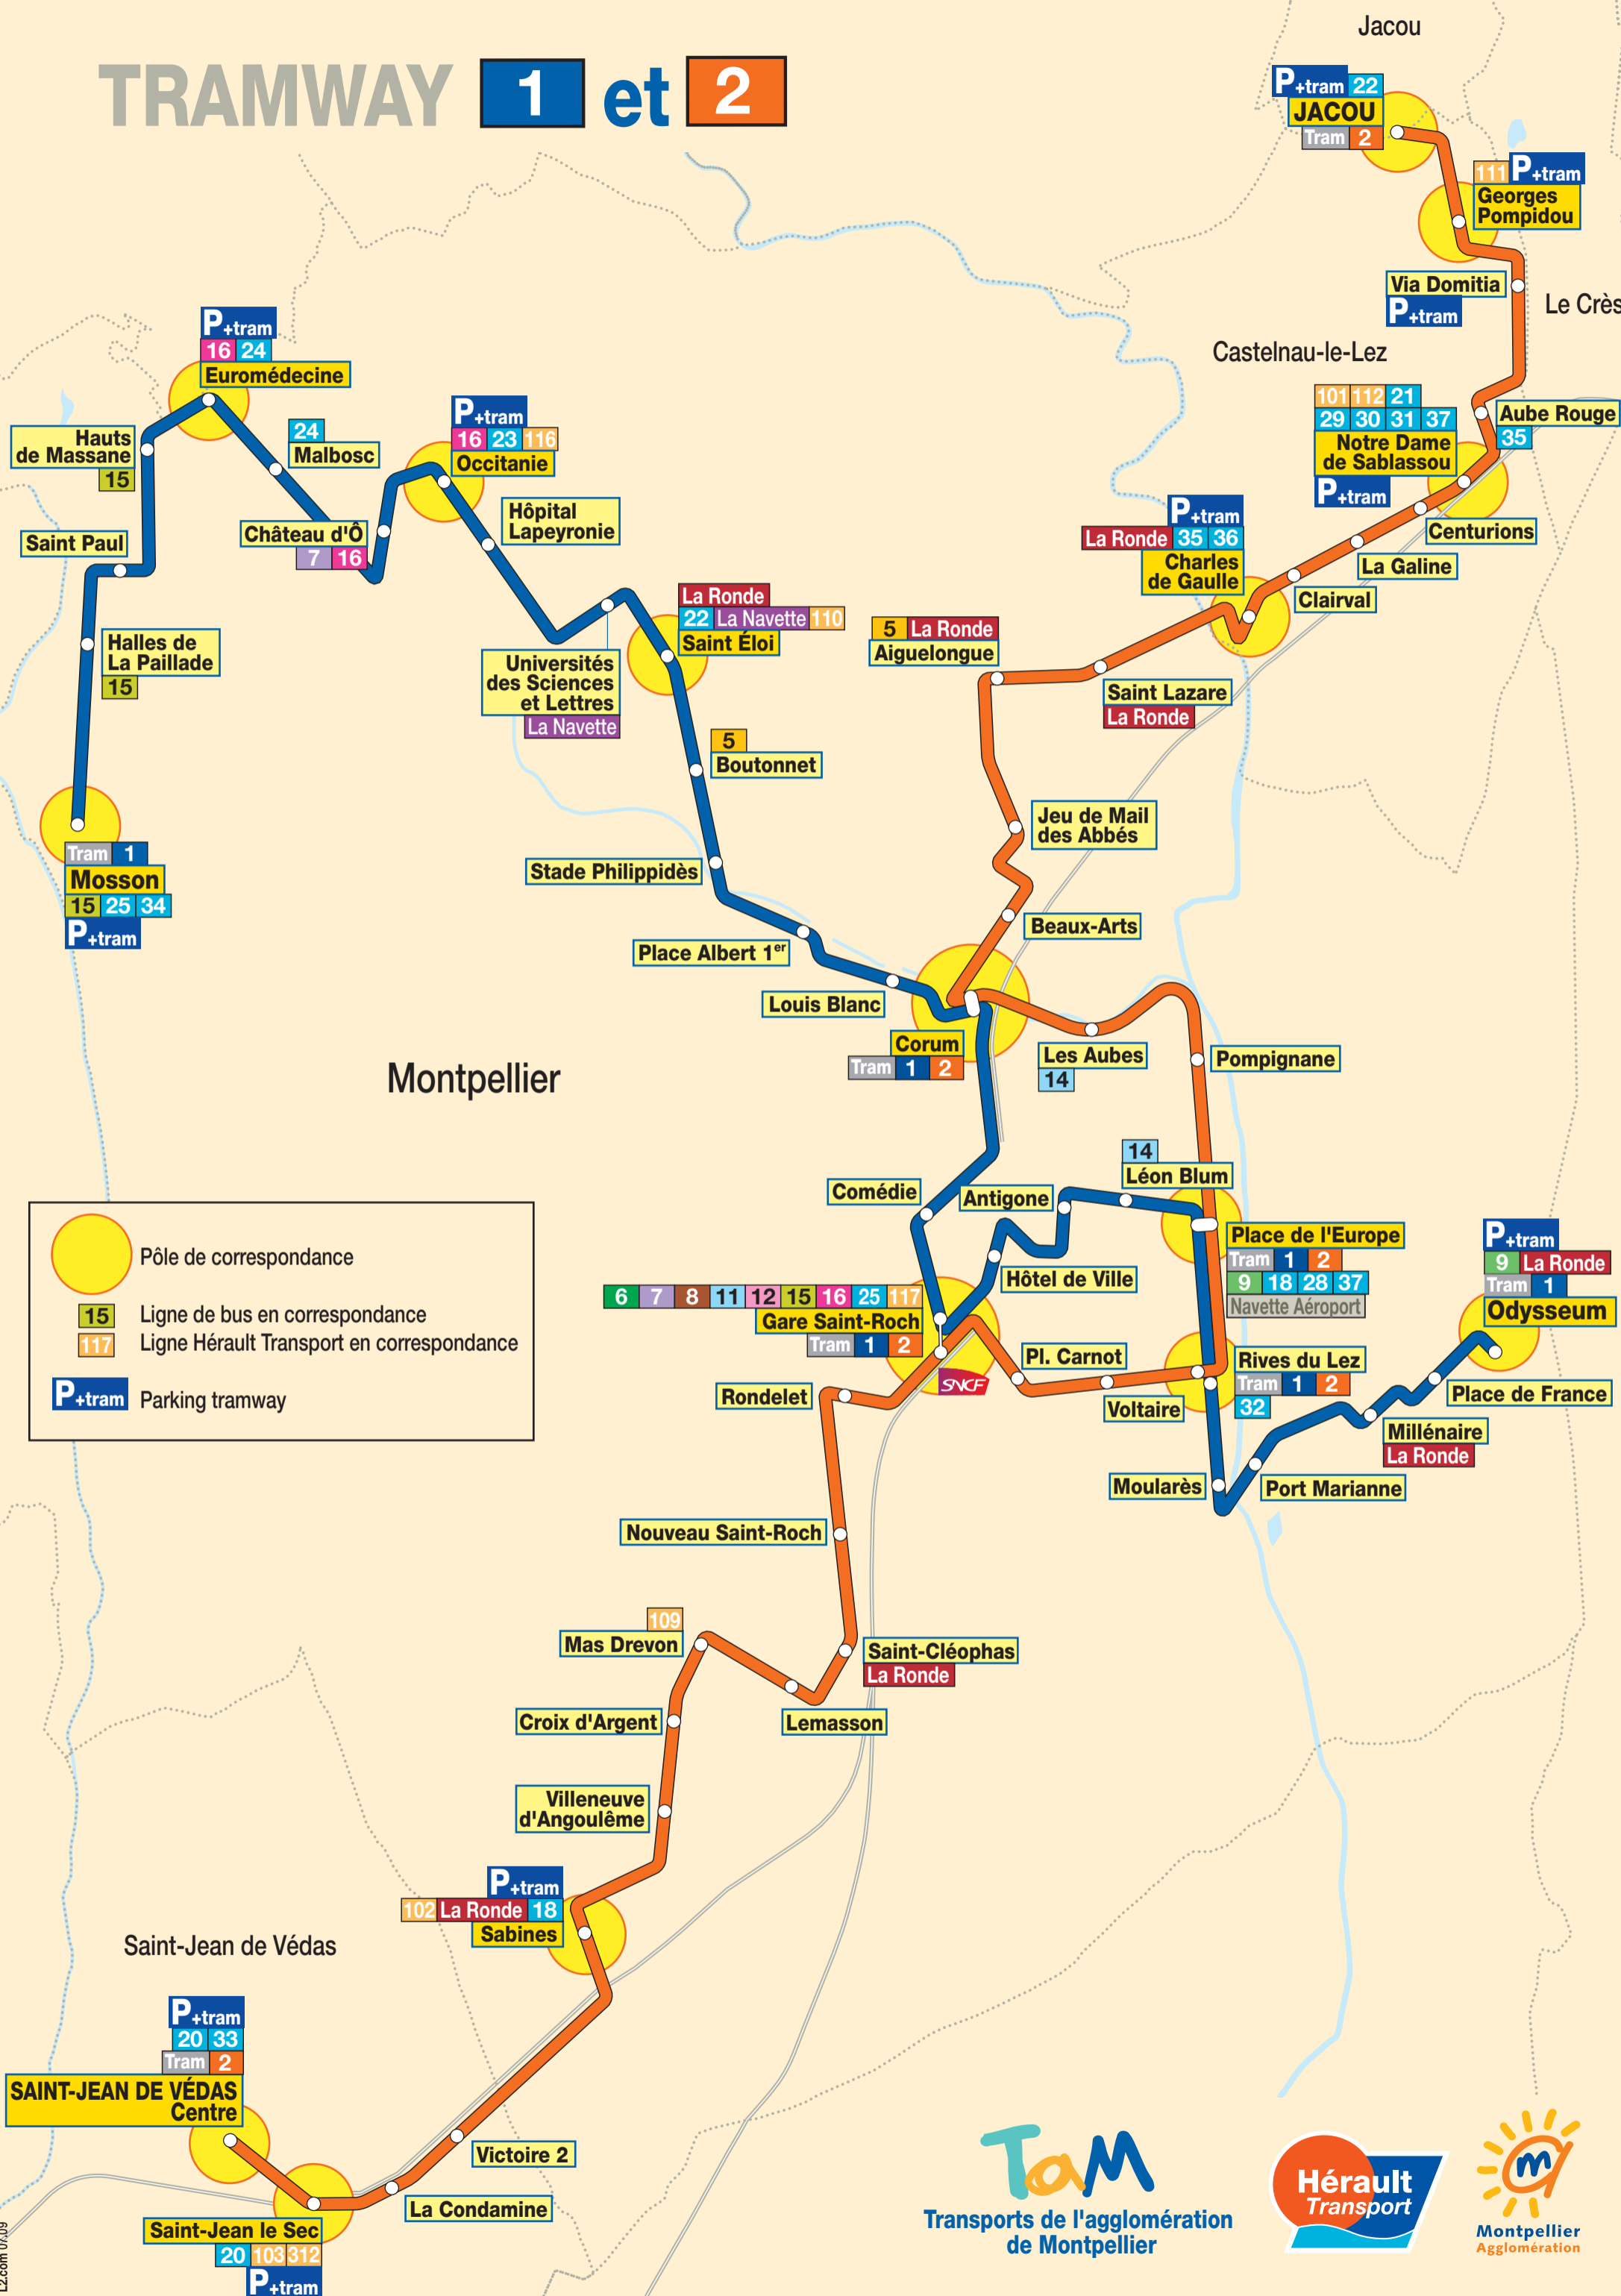 Jacou
TRAMWAY 1 et 2
P+tram 22
JACOU
Tram 2
111 P+tram
Georges
Pompidou
Via Domitia
P+tram
Le Crès
Castelnau-le-Lez
101 112 21
29 30 31 37
Notre Dame
de Sablassou
P+tram
Aube Rouge
35
Centurions
La Galine
Clairval
P+tram
La Ronde 35 36
Charles
de Gaulle
Saint Lazare
La Ronde
5 La Ronde
Aiguelongue
Jeu de Mail
des Abbés
Beaux-Arts
P+tram
16 24
Euromédecine
Hauts
de Massane
15
24
Malbosc
Saint Paul
Château d'Ô
7 16
P+tram
16 23 116
Occitanie
Hôpital
Lapeyronie
Halles de
La Paillade
15
Universités
des Sciences
et Lettres
La Navette
La Ronde
22 La Navette 110
Saint Éloi
5
Boutonnet
Tram 1
Mosson
15 25 34
P+tram
Stade Philippidès
Place Albert 1er
Louis Blanc
Corum
Tram 1 2
Les Aubes
14
Pompignane
Montpellier
14
Léon Blum
Comédie
Antigone
Place de l'Europe
Tram 1 2
9 18 28 37
Navette Aéroport
Hôtel de Ville
6 7 8 11 12 15 16 25 117
Gare Saint-Roch
Tram 1 2
SNCF
P+tram
9 La Ronde
Tram 1
Odysseum
Pl. Carnot
Rives du Lez
Tram 1 2
32
Voltaire
Rondelet
Place de France
Millénaire
La Ronde
Moularès
Port Marianne
Pôle de correspondance
15 Ligne de bus en correspondance
117 Ligne Hérault Transport en correspondance
P+tram Parking tramway
Nouveau Saint-Roch
109
Mas Drevon
Saint-Cléophas
La Ronde
Lemasson
Croix d'Argent
Villeneuve
d'Angoulême
P+tram
102 La Ronde 18
Sabines
Saint-Jean de Védas
P+tram
20 33
Tram 2
SAINT-JEAN DE VÉDAS
Centre
Victoire 2
La Condamine
Saint-Jean le Sec
20 103 312
P+tram
L2.com 07.09
TaM
Transports de l'agglomération
de Montpellier
Hérault
Transport
m
Montpellier
Agglomération